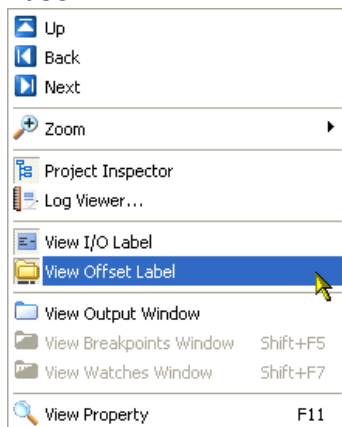 Up
Back
Next
Zoom
Project Inspector
Log Viewer...
View I/O Label
View Offset Label
View Output Window
View Breakpoints Window Shift+F5
View Watches Window Shift+F7
View Property F11